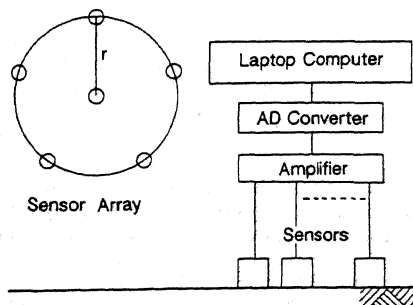 r
Sensor Array
Laptop Computer
AD Converter
Amplifier
Sensors